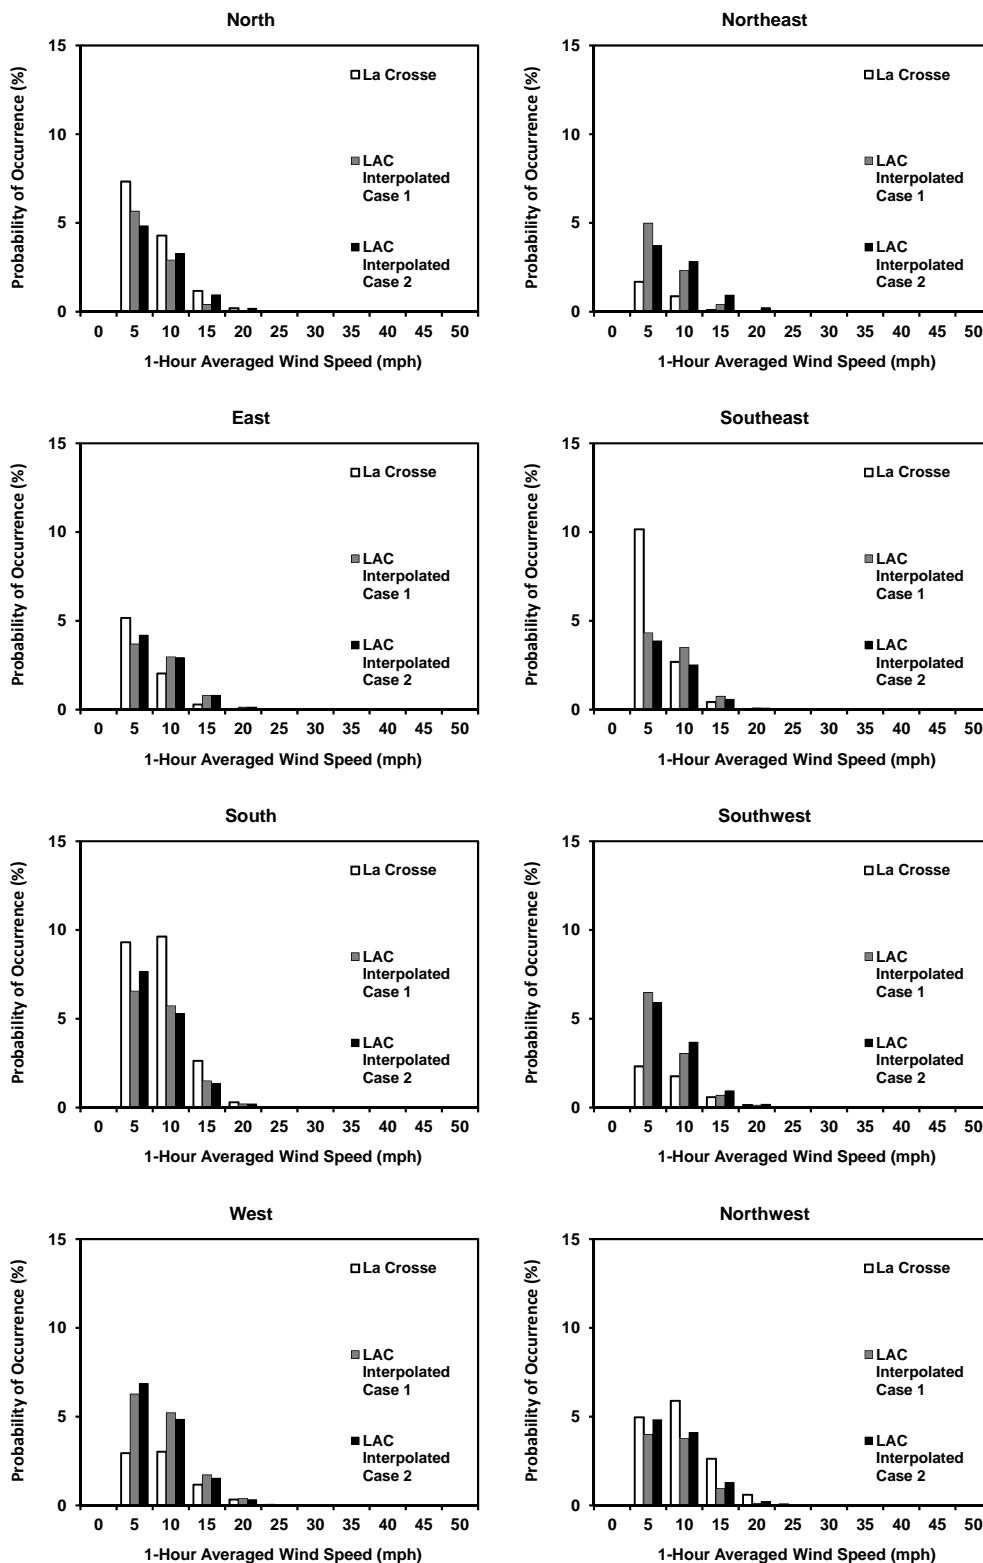 North
Probability of Occurrence (%)
15
10
5
0
La Crosse
LAC
Interpolated
Case 1
LAC
Interpolated
Case 2
0 5 10 15 20 25 30 35 40 45 50
1-Hour Averaged Wind Speed (mph)
Northeast
Probability of Occurrence (%)
15
10
5
0
La Crosse
LAC
Interpolated
Case 1
LAC
Interpolated
Case 2
0 5 10 15 20 25 30 35 40 45 50
1-Hour Averaged Wind Speed (mph)
East
Probability of Occurrence (%)
15
10
5
0
La Crosse
LAC
Interpolated
Case 1
LAC
Interpolated
Case 2
0 5 10 15 20 25 30 35 40 45 50
1-Hour Averaged Wind Speed (mph)
Southeast
Probability of Occurrence (%)
15
10
5
0
La Crosse
LAC
Interpolated
Case 1
LAC
Interpolated
Case 2
0 5 10 15 20 25 30 35 40 45 50
1-Hour Averaged Wind Speed (mph)
South
Probability of Occurrence (%)
15
10
5
0
La Crosse
LAC
Interpolated
Case 1
LAC
Interpolated
Case 2
0 5 10 15 20 25 30 35 40 45 50
1-Hour Averaged Wind Speed (mph)
Southwest
Probability of Occurrence (%)
15
10
5
0
La Crosse
LAC
Interpolated
Case 1
LAC
Interpolated
Case 2
0 5 10 15 20 25 30 35 40 45 50
1-Hour Averaged Wind Speed (mph)
West
Probability of Occurrence (%)
15
10
5
0
La Crosse
LAC
Interpolated
Case 1
LAC
Interpolated
Case 2
0 5 10 15 20 25 30 35 40 45 50
1-Hour Averaged Wind Speed (mph)
Northwest
Probability of Occurrence (%)
15
10
5
0
La Crosse
LAC
Interpolated
Case 1
LAC
Interpolated
Case 2
0 5 10 15 20 25 30 35 40 45 50
1-Hour Averaged Wind Speed (mph)